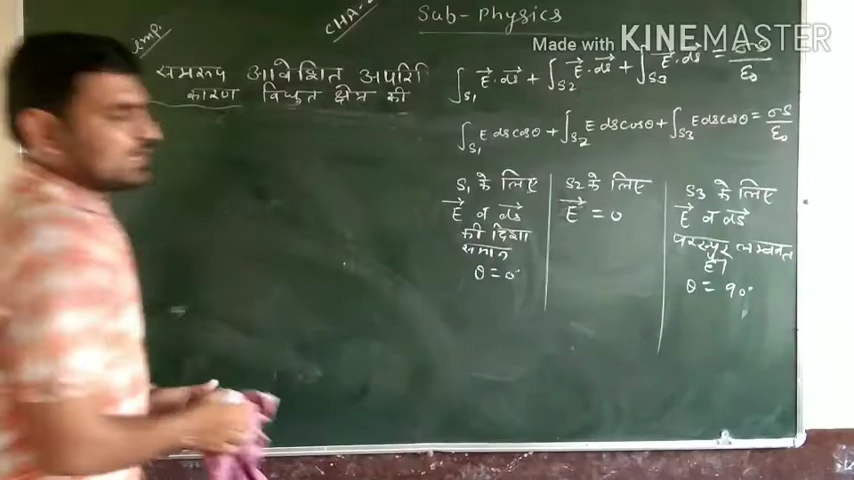 imp
CHA-2
Sub-Physics
Made with KINEMASTER
समरूप आवेशित अपरि
कारण विधुत क्षेत्र की
∫S1 E⃗. ds⃗ + ∫S2 E⃗. ds⃗ + ∫S3 E⃗. ds⃗ = σS/ε0
∫S1 E ds cosθ + ∫S2 E ds cosθ + ∫S3 E ds cosθ = σS/ε0
S1 के लिए
E⃗ व ds⃗
की दिशा
समान
θ = 0°
S2 के लिए
E⃗ = 0
S3 के लिए
E⃗ व ds⃗
परस्पर लम्बवत
है।
θ = 90°